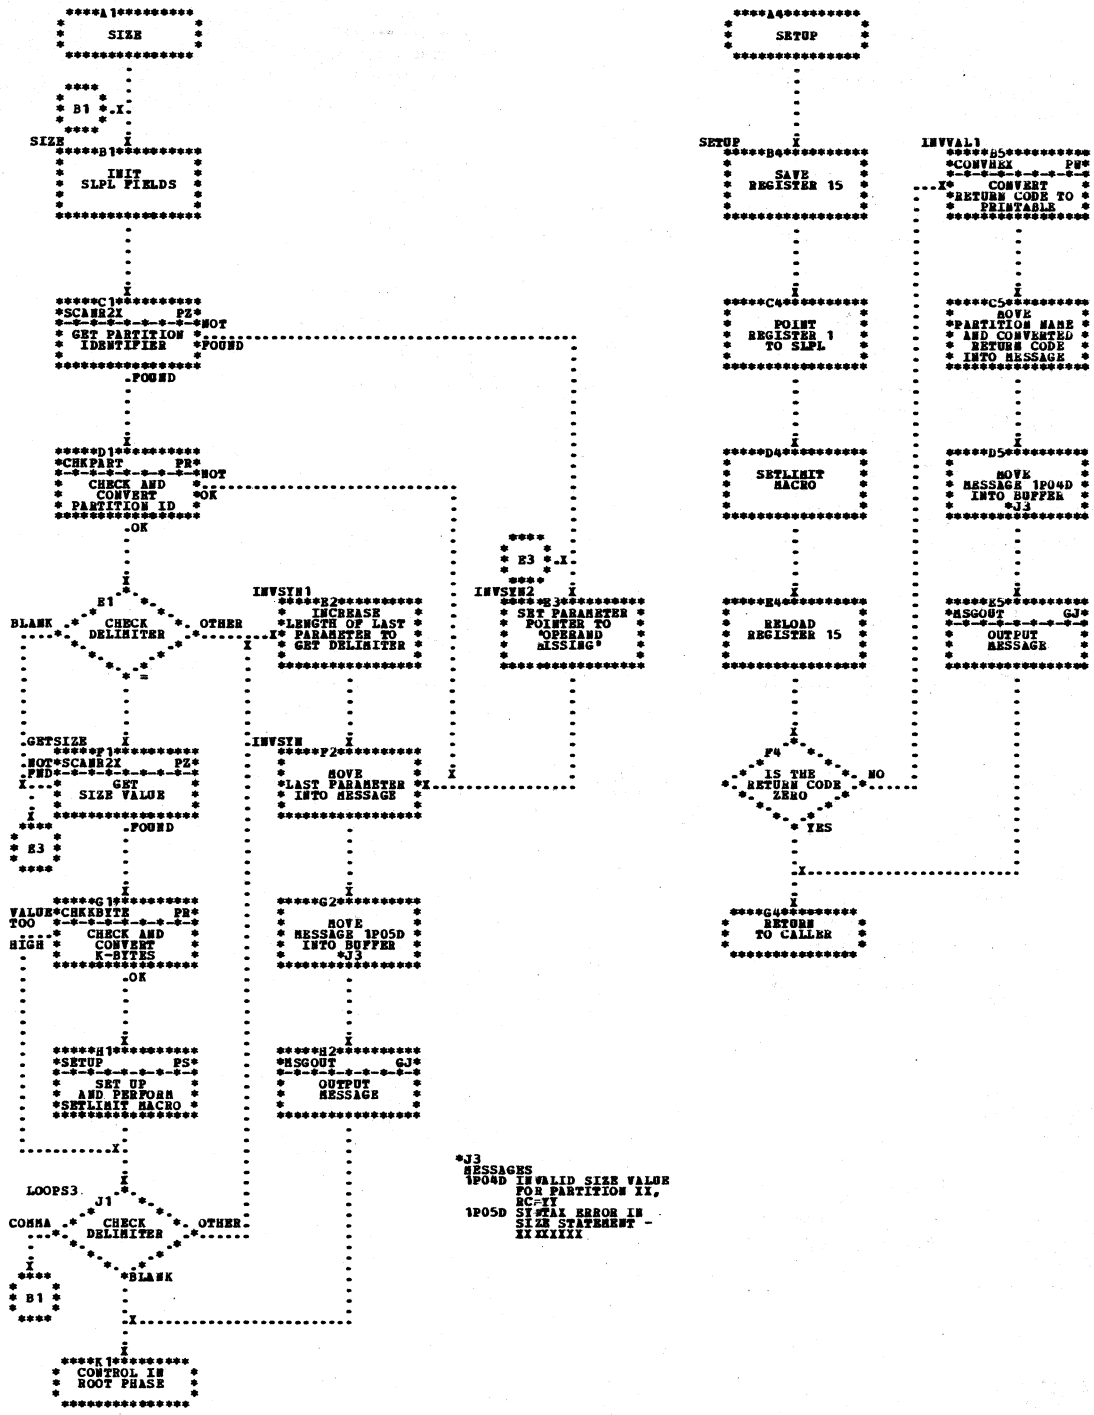 A1
SIZE
B1
SIZE
B1
INIT
SLPL FIELDS
C1
SCANR2X PZ
NOT
FOUND
GET PARTITION
IDENTIFIER
FOUND
D1
CHKPART PR
NOT
OK
CHECK AND
CONVERT
PARTITION ID
OK
E1
CHECK
DELIMITER
BLANK
OTHER
=
GETSIZE
F1
NOT
FND
SCANR2X PZ
GET
SIZE VALUE
FOUND
E3
G1
VALUE
TOO
HIGH
CHKKBYTE PR
CHECK AND
CONVERT
K-BYTES
OK
H1
SETUP PS
SET UP
AND PERFORM
SETLIMIT MACRO
LOOPS3
J1
CHECK
DELIMITER
COMMA
OTHER
BLANK
B1
K1
CONTROL IN
ROOT PHASE
INVSYN1
E2
INCREASE
LENGTH OF LAST
PARAMETER TO
GET DELIMITER
INVSYN
F2
MOVE
LAST PARAMETER
INTO MESSAGE
G2
MOVE
MESSAGE 1P05D
INTO BUFFER
*J3
H2
MSGOUT GJ
OUTPUT
MESSAGE
E3
INVSYN2
E3
SET PARAMETER
POINTER TO
'OPERAND
MISSING'
*J3
MESSAGES
1P04D INVALID SIZE VALUE
FOR PARTITION XX,
RC=YY
1P05D SYNTAX ERROR IN
SIZE STATEMENT -
XXXXXXXX
A4
SETUP
SETUP
B4
SAVE
REGISTER 15
C4
POINT
REGISTER 1
TO SLPL
D4
SETLIMIT
MACRO
E4
RELOAD
REGISTER 15
F4
IS THE
RETURN CODE
ZERO
NO
YES
G4
RETURN
TO CALLER
INVVAL1
B5
CONVHEX PW
CONVERT
RETURN CODE TO
PRINTABLE
C5
MOVE
PARTITION NAME
AND CONVERTED
RETURN CODE
INTO MESSAGE
D5
MOVE
MESSAGE 1P04D
INTO BUFFER
*J3
E5
MSGOUT GJ
OUTPUT
MESSAGE